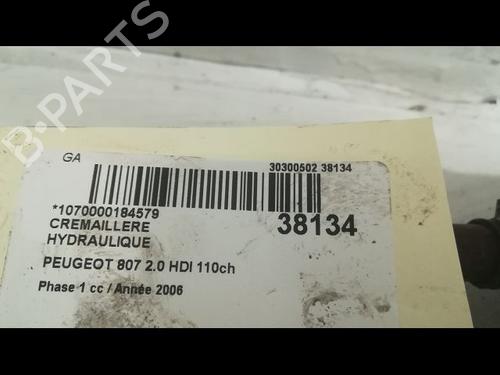 B-PARTS
GA
30300502 38134
*1070000184579
38134
CREMAILLERE
HYDRAULIQUE
PEUGEOT 807 2.0 HDI 110ch
Phase 1 cc / Année 2006